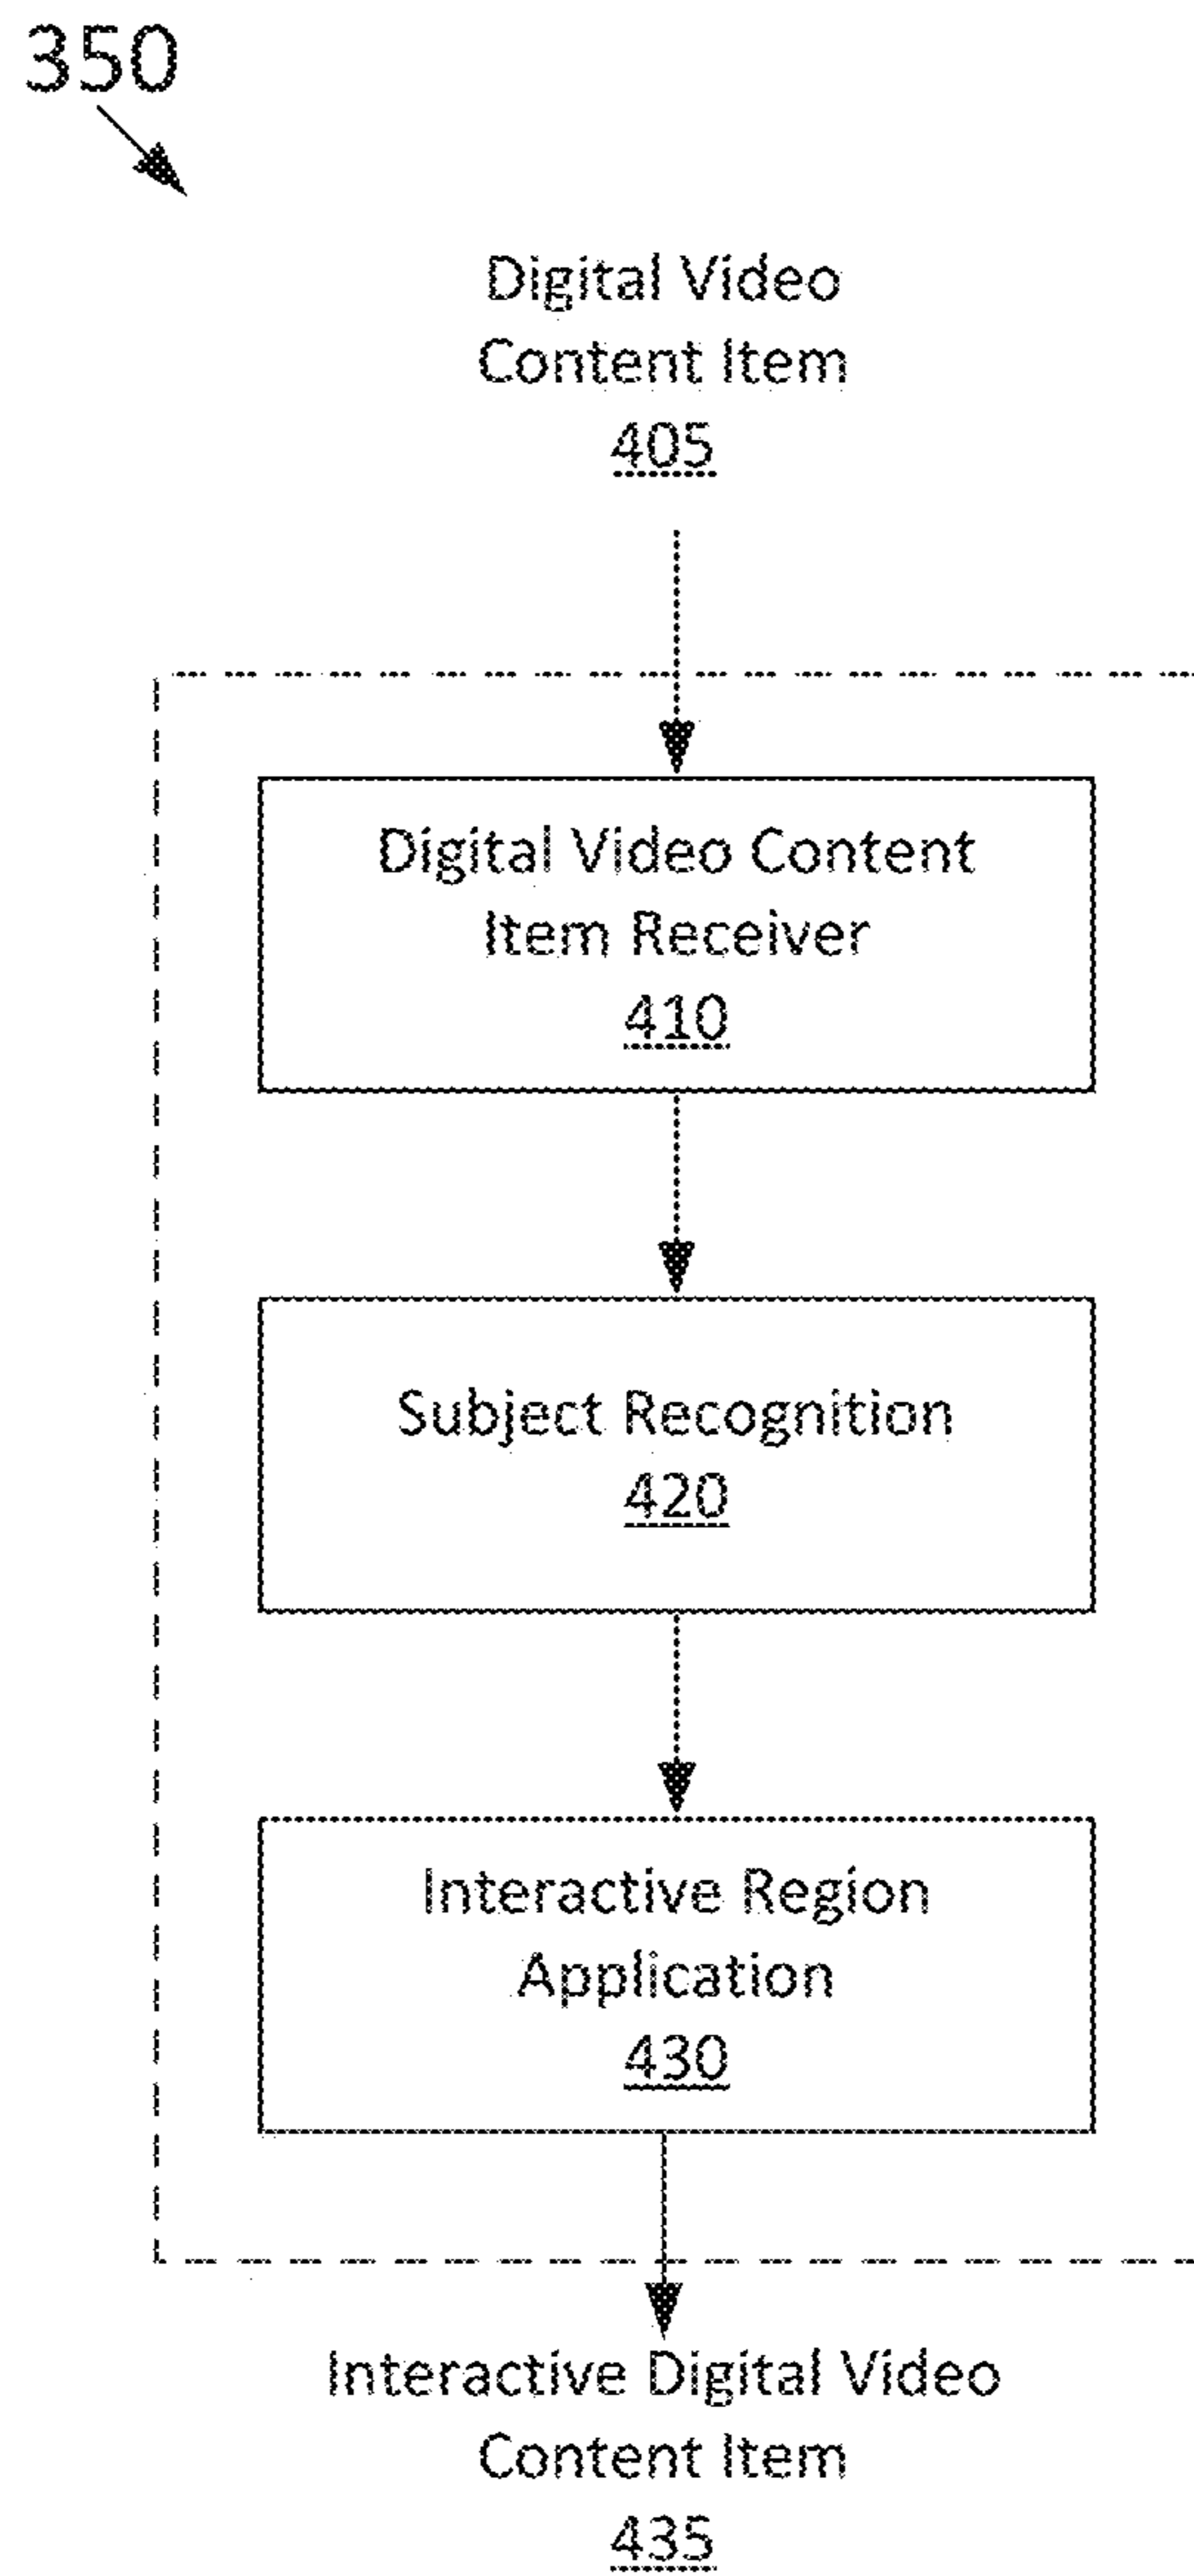 350
Digital Video
Content Item
405
Digital Video Content
Item Receiver
410
Subject Recognition
420
Interactive Region
Application
430
Interactive Digital Video
Content Item
435